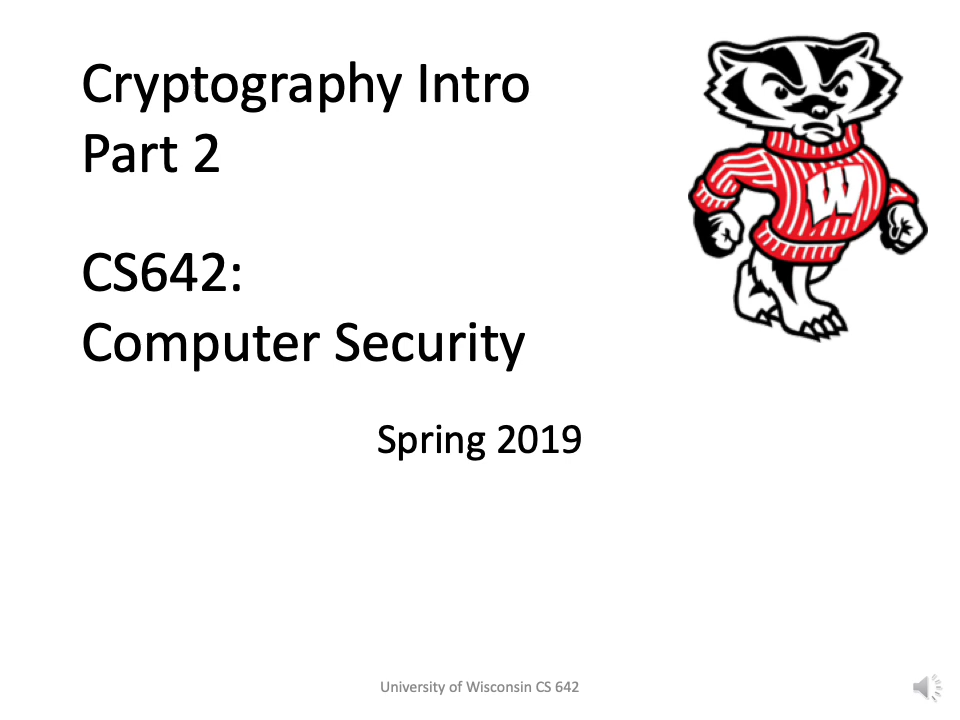 Cryptography Intro
Part 2
CS642:
Computer Security
W
Spring 2019
University of Wisconsin CS 642